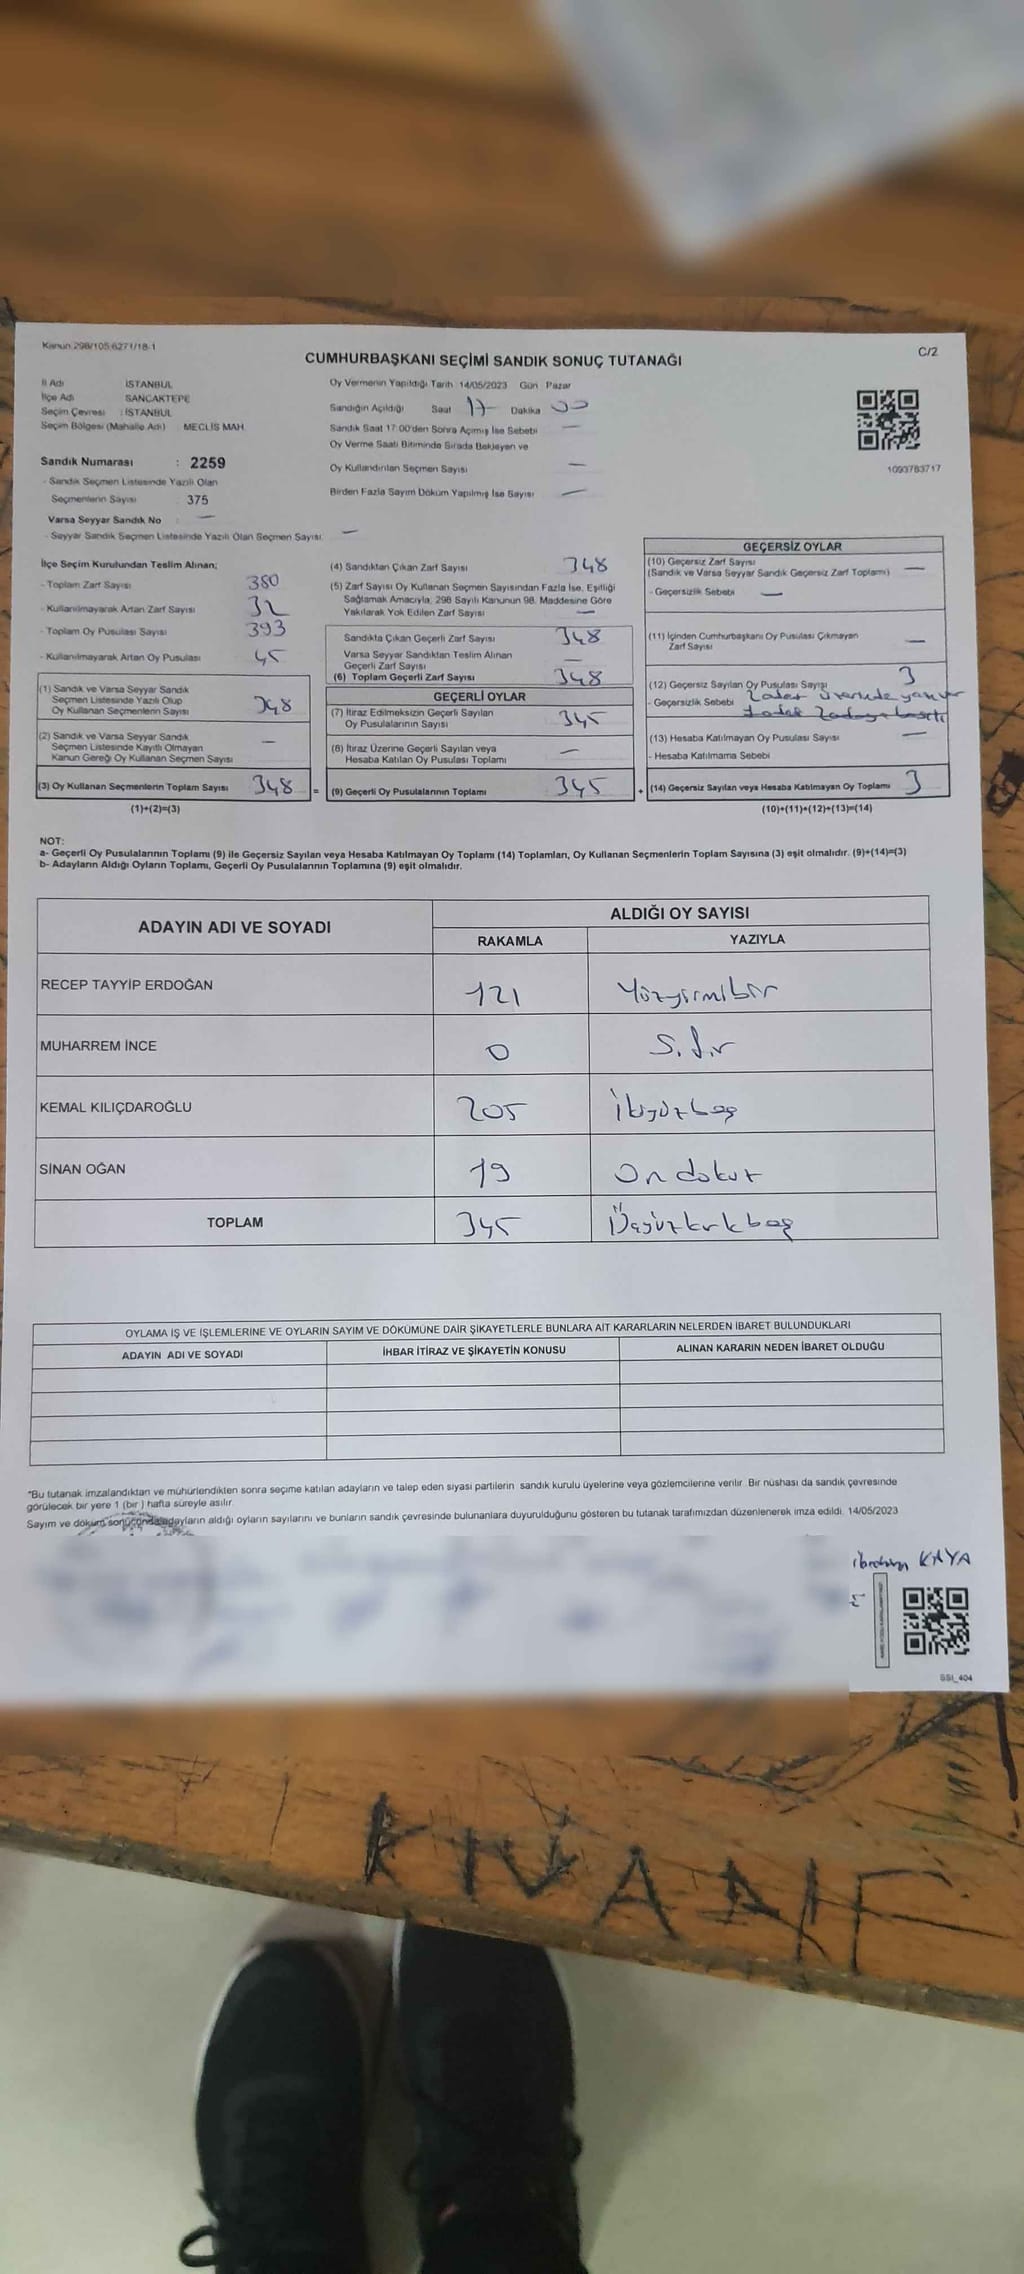 Kanun:298/105.6271/18-1
C/2
CUMHURBAŞKANI SEÇİMİ SANDIK SONUÇ TUTANAĞI
İl Adı İSTANBUL
İlçe Adı SANCAKTEPE
Seçim Çevresi : İSTANBUL
Seçim Bölgesi (Mahalle Adı) MECLİS MAH.
Sandık Numarası : 2259
- Sandık Seçmen Listesinde Yazılı Olan
Seçmenlerin Sayısı : 375
Varsa Seyyar Sandık No : —
- Seyyar Sandık Seçmen Listesinde Yazılı Olan Seçmen Sayısı: —
Oy Vermenin Yapıldığı Tarih 14/05/2023 Gün Pazar
Sandığın Açıldığı Saat 17 Dakika 00
Sandık Saat 17:00'den Sonra Açımış İse Sebebi —
Oy Verme Saati Bitiminde Sırada Bekleyen ve
Oy Kullandırılan Seçmen Sayısı —
Birden Fazla Sayım Döküm Yapılmış İse Sayısı —
1093783717
İlçe Seçim Kurulundan Teslim Alınan;
- Toplam Zarf Sayısı 380
- Kullanılmayarak Artan Zarf Sayısı 32
- Toplam Oy Pusulası Sayısı 393
- Kullanılmayarak Artan Oy Pusulası 45
(1) Sandık ve Varsa Seyyar Sandık
Seçmen Listesinde Yazılı Olup
Oy Kullanan Seçmenlerin Sayısı 348
(2) Sandık ve Varsa Seyyar Sandık
Seçmen Listesinde Kayıtlı Olmayan
Kanun Gereği Oy Kullanan Seçmen Sayısı —
(3) Oy Kullanan Seçmenlerin Toplam Sayısı 348 =
(1)+(2)=(3)
(4) Sandıktan Çıkan Zarf Sayısı 348
(5) Zarf Sayısı Oy Kullanan Seçmen Sayısından Fazla İse, Eşitliği
Sağlamak Amacıyla, 298 Sayılı Kanunun 98. Maddesine Göre
Yakılarak Yok Edilen Zarf Sayısı —
Sandıkta Çıkan Geçerli Zarf Sayısı 348
Varsa Seyyar Sandıktan Teslim Alınan
Geçerli Zarf Sayısı —
(6) Toplam Geçerli Zarf Sayısı 348
GEÇERLİ OYLAR
(7) İtiraz Edilmeksizin Geçerli Sayılan
Oy Pusulalarının Sayısı 345
(8) İtiraz Üzerine Geçerli Sayılan veya
Hesaba Katılan Oy Pusulası Toplamı —
(9) Geçerli Oy Pusulalarının Toplamı 345 +
GEÇERSİZ OYLAR
(10) Geçersiz Zarf Sayısı
(Sandık ve Varsa Seyyar Sandık Geçersiz Zarf Toplamı) —
- Geçersizlik Sebebi —
(11) İçinden Cumhurbaşkanı Oy Pusulası Çıkmayan
Zarf Sayısı —
(12) Geçersiz Sayılan Oy Pusulası Sayısı 3
- Geçersizlik Sebebi 2 adet üzerinde
1 adet
(13) Hesaba Katılmayan Oy Pusulası Sayısı —
- Hesaba Katılmama Sebebi
(14) Geçersiz Sayılan veya Hesaba Katılmayan Oy Toplamı 3
(10)+(11)+(12)+(13)=(14)
NOT:
a- Geçerli Oy Pusulalarının Toplamı (9) ile Geçersiz Sayılan veya Hesaba Katılmayan Oy Toplamı (14) Toplamları, Oy Kullanan Seçmenlerin Toplam Sayısına (3) eşit olmalıdır. (9)+(14)=(3)
b- Adayların Aldığı Oyların Toplamı, Geçerli Oy Pusulalarının Toplamına (9) eşit olmalıdır.
ADAYIN ADI VE SOYADI
ALDIĞI OY SAYISI
RAKAMLA YAZIYLA
RECEP TAYYİP ERDOĞAN 121 Yüzyirmibir
MUHARREM İNCE 0 Sıfır
KEMAL KILIÇDAROĞLU 205 İkiyüzbeş
SİNAN OĞAN 19 Ondokuz
TOPLAM 345 Üçyüzkırkbeş
OYLAMA İŞ VE İŞLEMLERİNE VE OYLARIN SAYIM VE DÖKÜMÜNE DAİR ŞİKAYETLERLE BUNLARA AİT KARARLARIN NELERDEN İBARET BULUNDUKLARI
ADAYIN ADI VE SOYADI İHBAR İTİRAZ VE ŞİKAYETİN KONUSU ALINAN KARARIN NEDEN İBARET OLDUĞU
"Bu tutanak imzalandıktan ve mühürlendikten sonra seçime katılan adayların ve talep eden siyasi partilerin sandık kurulu üyelerine veya gözlemcilerine verilir. Bir nüshası da sandık çevresinde
görülecek bir yere 1 (bir) hafta süreyle asılır.
Sayım ve döküm sonucunda adayların aldığı oyların sayılarını ve bunların sandık çevresinde bulunanlara duyurulduğunu gösteren bu tutanak tarafımızdan düzenlenerek imza edildi. 14/05/2023
İbrahim KAYA
SSI_404